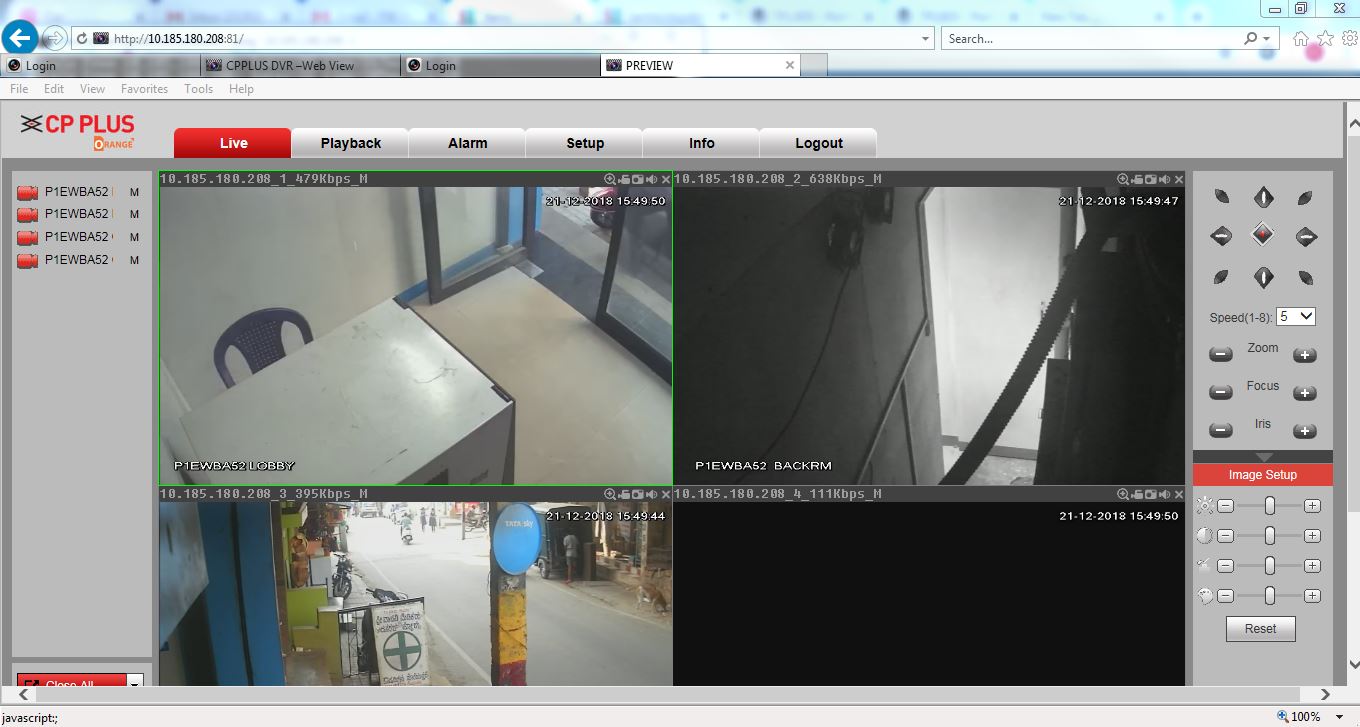 http://10.185.180.208:81/
Search...
Login
CPPLUS DVR –Web View
Login
PREVIEW
File Edit View Favorites Tools Help
CP PLUS
ORANGE
Live Playback Alarm Setup Info Logout
P1EWBA52 M
P1EWBA52 M
P1EWBA52 M
P1EWBA52 M
10.185.180.208_1_479Kbps_M
21-12-2018 15:49:50
P1EWBA52 LOBBY
10.185.180.208_2_638Kbps_M
21-12-2018 15:49:47
P1EWBA52 BACKRM
10.185.180.208_3_395Kbps_M
21-12-2018 15:49:44
TATA sky
10.185.180.208_4_111Kbps_M
21-12-2018 15:49:50
Speed(1-8): 5
Zoom
Focus
Iris
Image Setup
Reset
Close All
javascript:;
100%